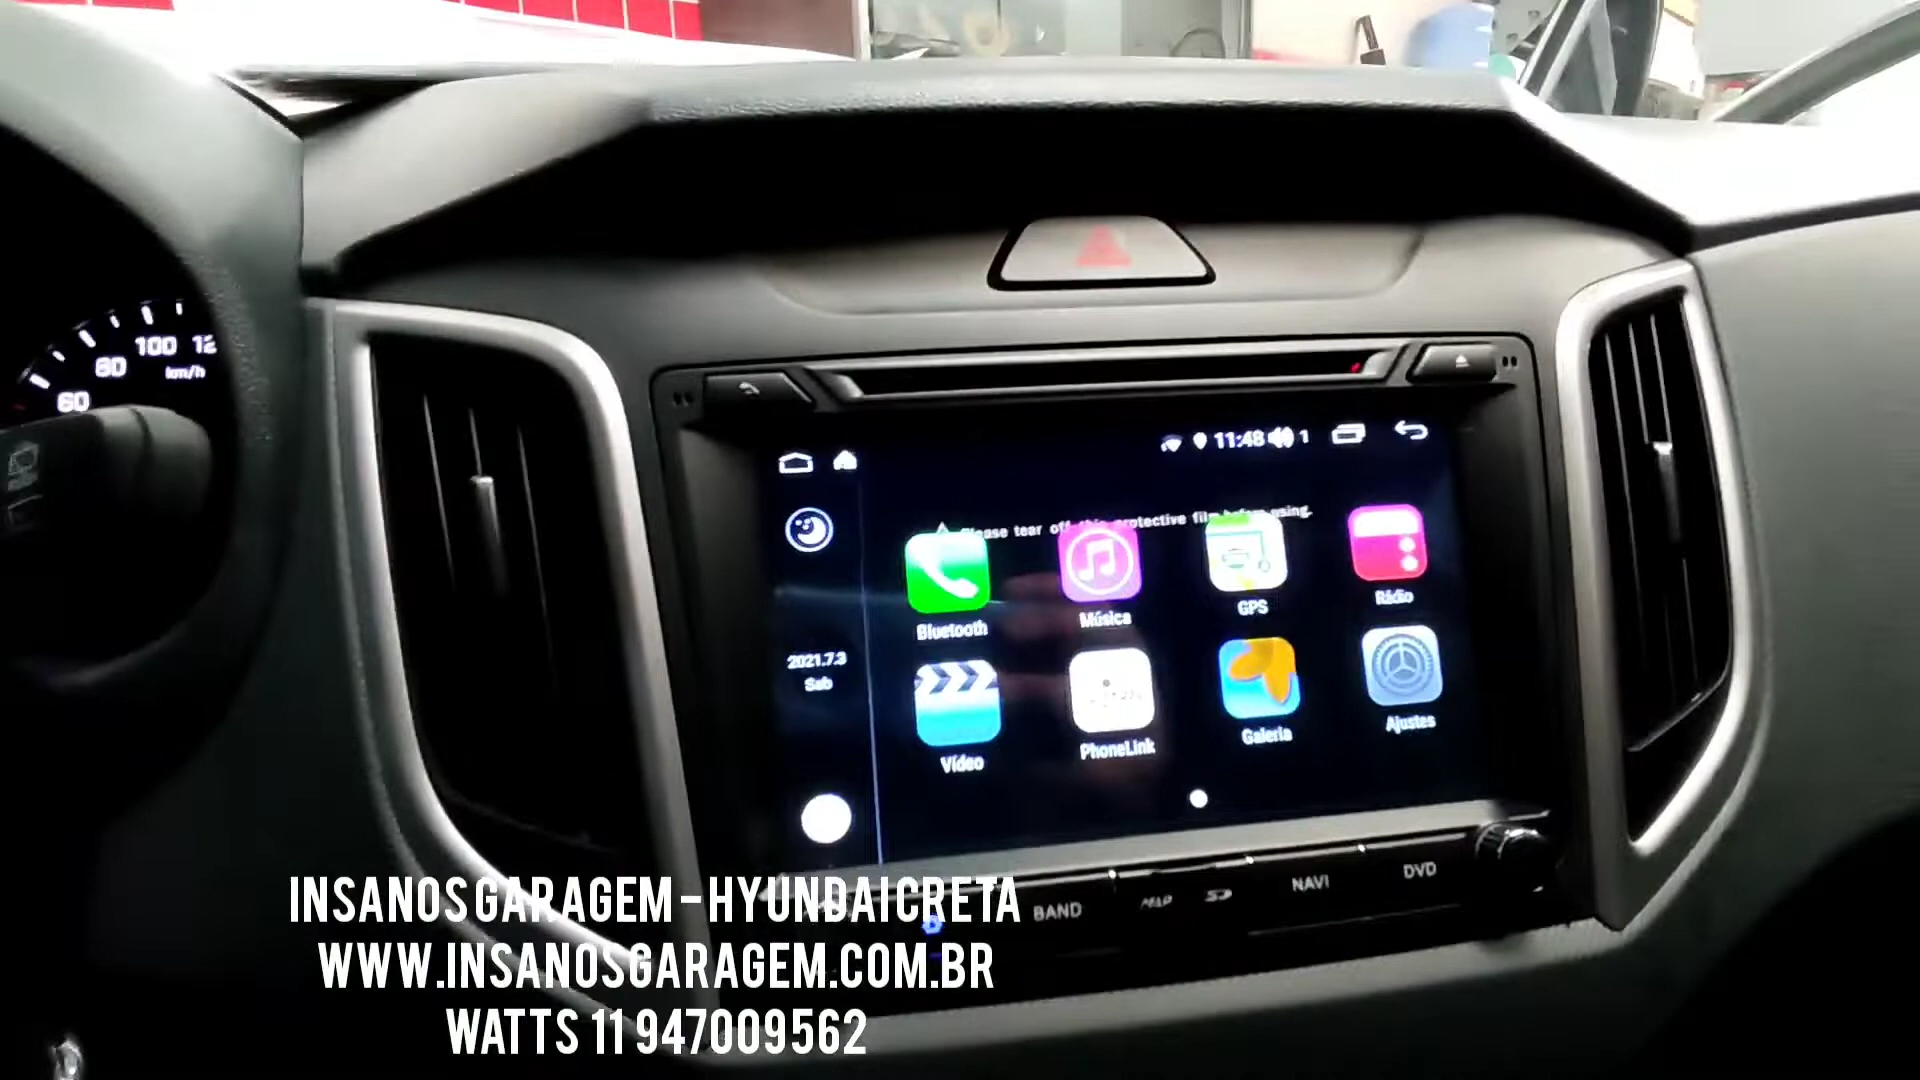 100 12
80
km/h
60
11:48 1
Please tear off this protective film before using.
Bluetooth
Música
GPS
Rádio
2021.7.3
Sab
Vídeo
PhoneLink
Galeria
Ajustes
BAND
MAP
NAVI
DVD
INSANOS GARAGEM - HYUNDAI CRETA
WWW.INSANOSGARAGEM.COM.BR
WATTS 11 947009562